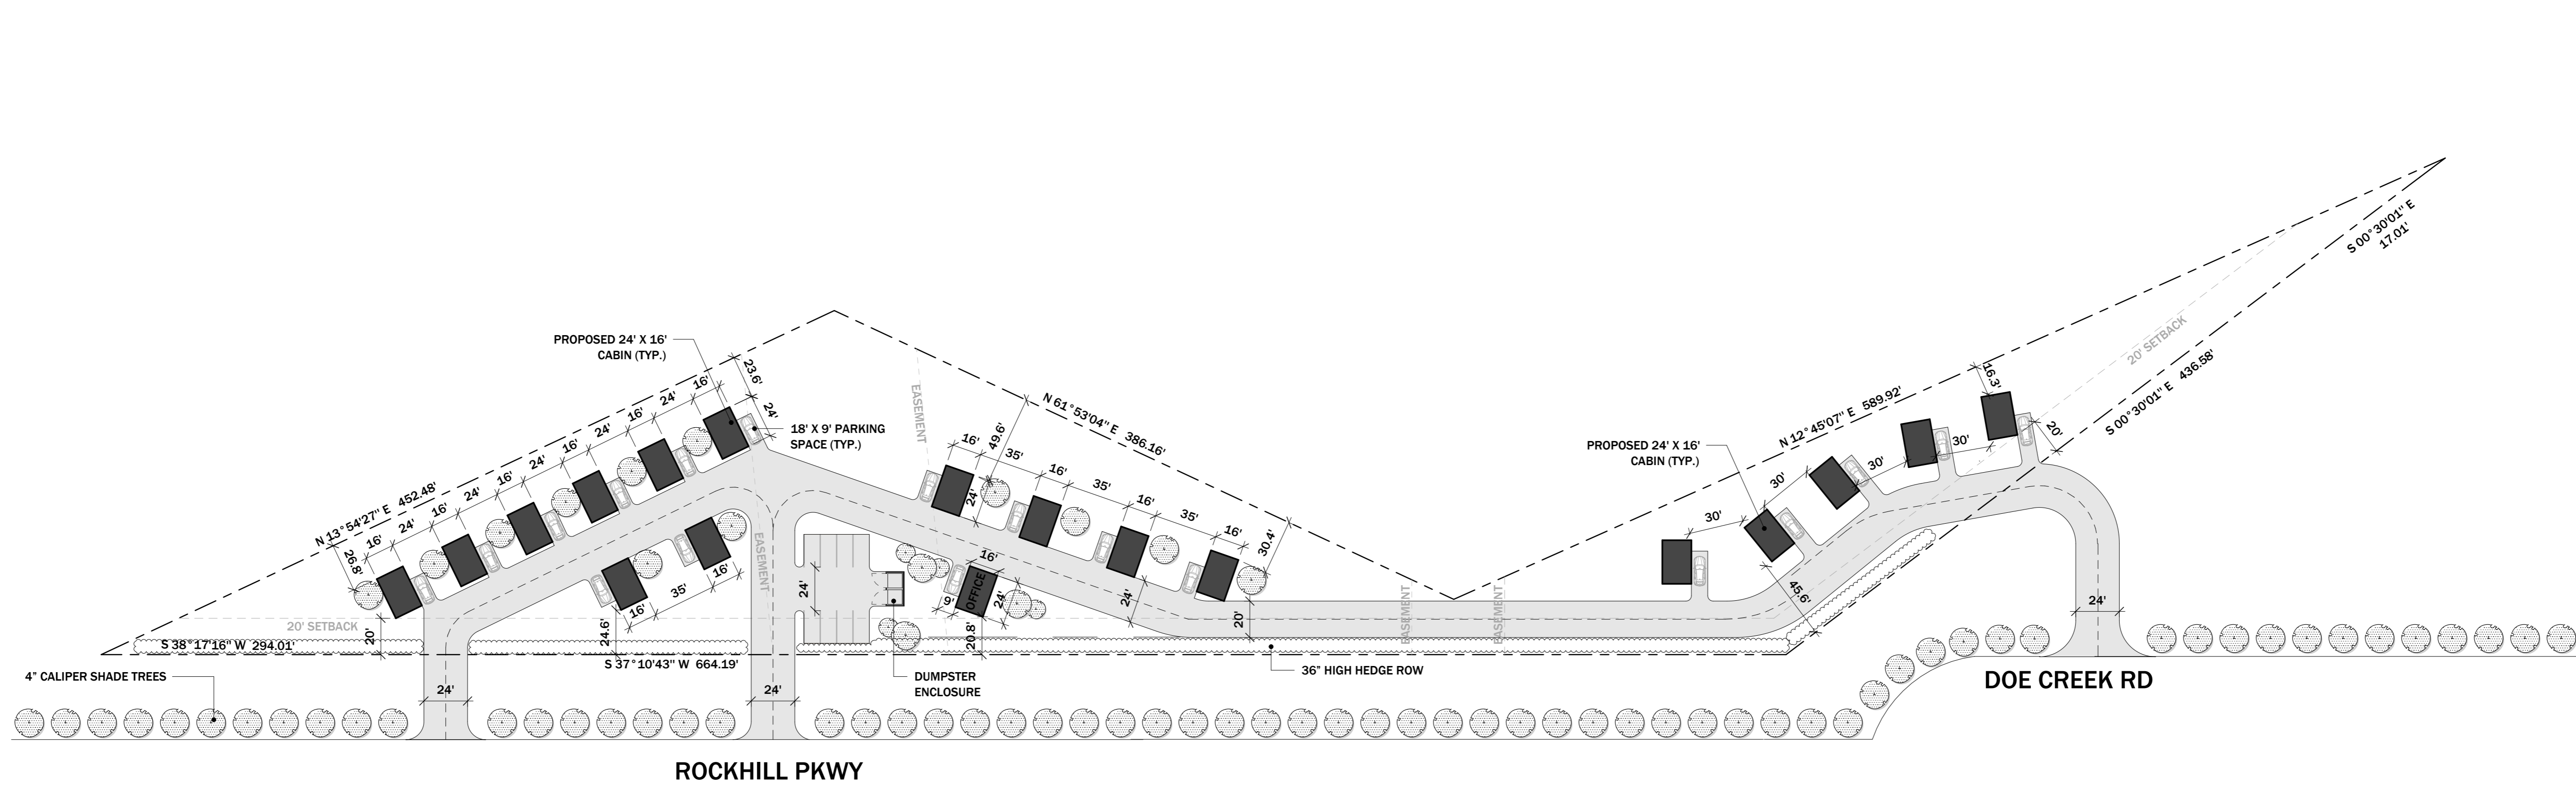 PROPOSED 24' X 16'
CABIN (TYP.)
23.6'
24'
18' X 9' PARKING
SPACE (TYP.)
N 13°54'27" E 452.48'
26.8'
16'
24'
16'
24'
16'
24'
16'
24'
16'
24'
16'
20' SETBACK
20'
S 38°17'16" W 294.01'
4" CALIPER SHADE TREES
24'
24.6'
16'
35'
16'
S 37°10'43" W 664.19'
EASEMENT
24'
24'
DUMPSTER
ENCLOSURE
EASEMENT
16'
49.6'
35'
16'
35'
16'
35'
16'
24'
30.4'
N 61°53'04" E 386.16'
16'
OFFICE
9'
24'
20.8'
24'
20'
36" HIGH HEDGE ROW
EASEMENT
EASEMENT
PROPOSED 24' X 16'
CABIN (TYP.)
N 12°45'07" E 589.92'
30'
30'
30'
30'
16.3'
20'
45.6'
20' SETBACK
S 00°30'01" E 436.58'
S 00°30'01" E
17.01'
24'
DOE CREEK RD
ROCKHILL PKWY